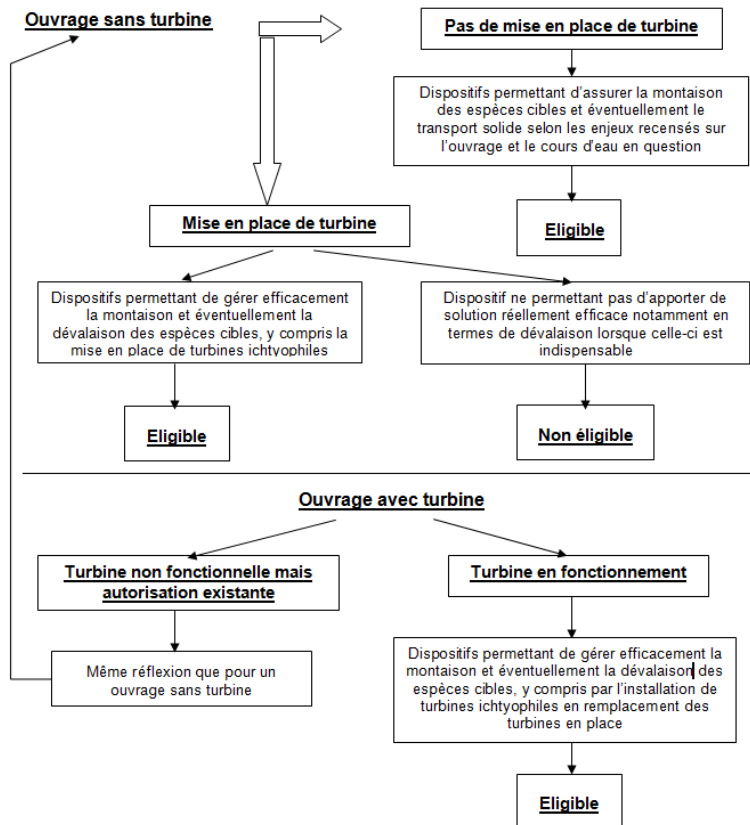 Ouvrage sans turbine
Pas de mise en place de turbine
Dispositifs permettant d'assurer la montaison
des espèces cibles et éventuellement le
transport solide selon les enjeux recensés sur
l'ouvrage et le cours d'eau en question
Eligible
Mise en place de turbine
Dispositifs permettant de gérer efficacement
la montaison et éventuellement la
dévalaison des espèces cibles, y compris la
mise en place de turbines ichtyophiles
Eligible
Dispositif ne permettant pas d'apporter de
solution réellement efficace notamment en
termes de dévalaison lorsque celle-ci est
indispensable
Non éligible
Ouvrage avec turbine
Turbine non fonctionnelle mais
autorisation existante
Même réflexion que pour un
ouvrage sans turbine
Turbine en fonctionnement
Dispositifs permettant de gérer efficacement la
montaison et éventuellement la dévalaison des
espèces cibles, y compris par l'installation de
turbines ichtyophiles en remplacement des
turbines en place
Eligible